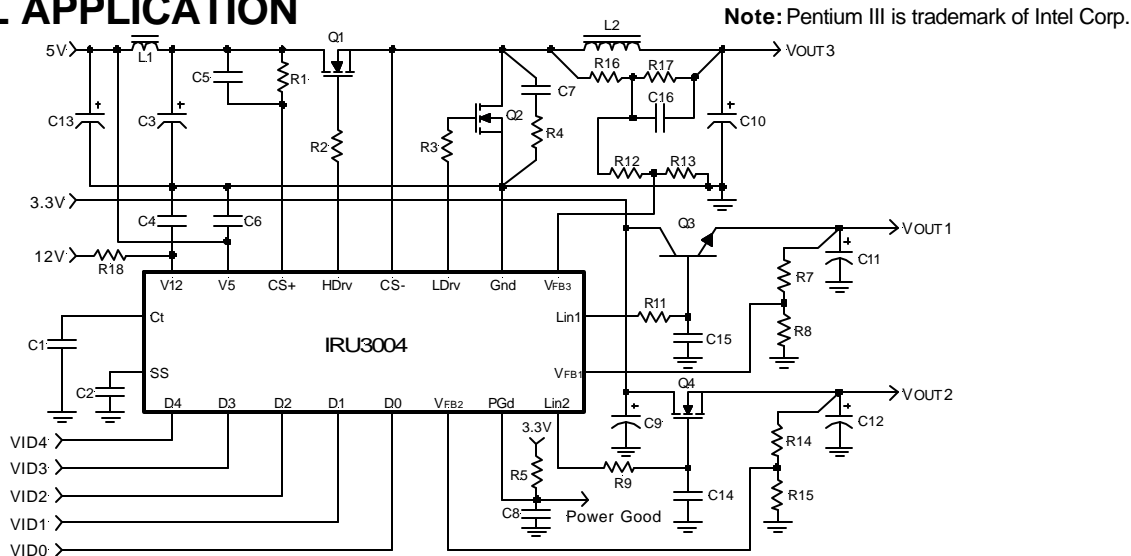 L APPLICATION
Note: Pentium III is trademark of Intel Corp.
5V
L1
Q1
L2
VOUT3
C5
R1
R16
R17
C7
C16
C13
C3
Q2
C10
R2
R3
R4
R12
R13
3.3V
C4
C6
Q3
VOUT1
12V
R18
C11
R7
V12
V5
CS+
HDrv
CS-
LDrv
Gnd
VFB3
Ct
Lin1
R11
R8
C1
IRU3004
C15
SS
VFB1
C2
Q4
VOUT2
D4
D3
D2
D1
D0
VFB2
PGd
Lin2
C9
C12
3.3V
R14
VID4
VID3
R5
R9
VID2
C14
R15
C8
Power Good
VID1
VID0